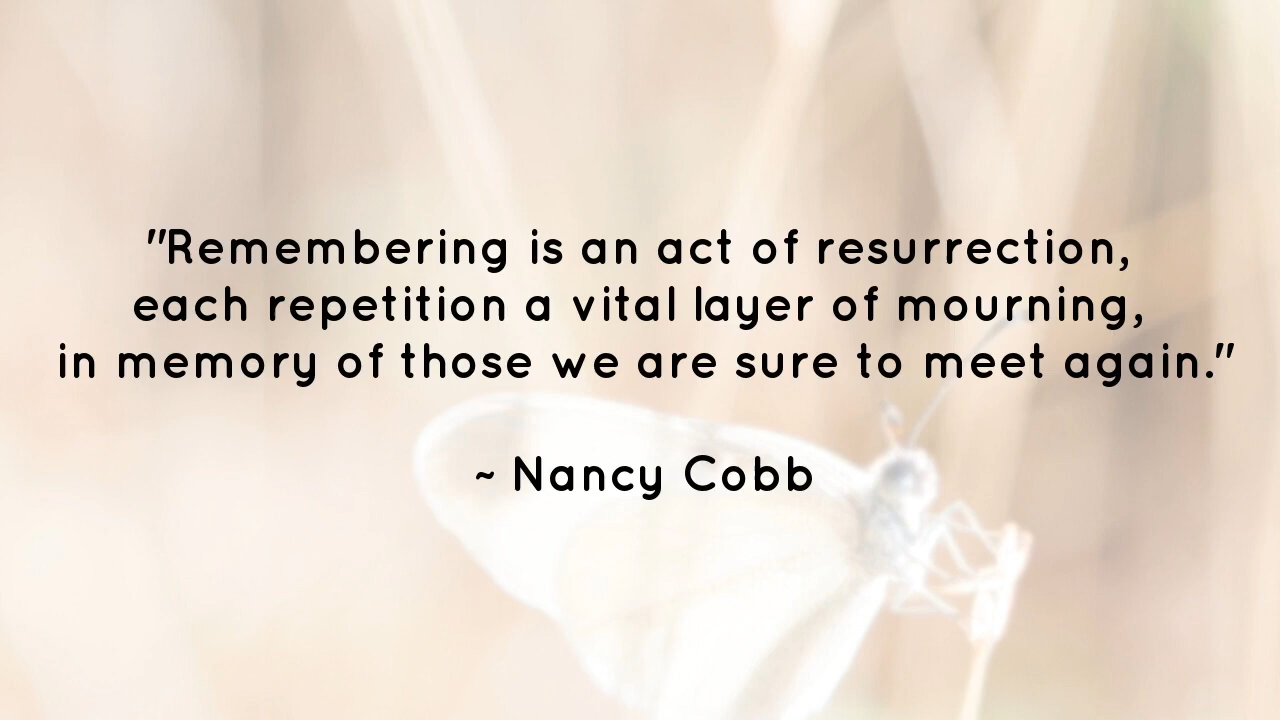 "Remembering is an act of resurrection,
each repetition a vital layer of mourning,
in memory of those we are sure to meet again."
~ Nancy Cobb